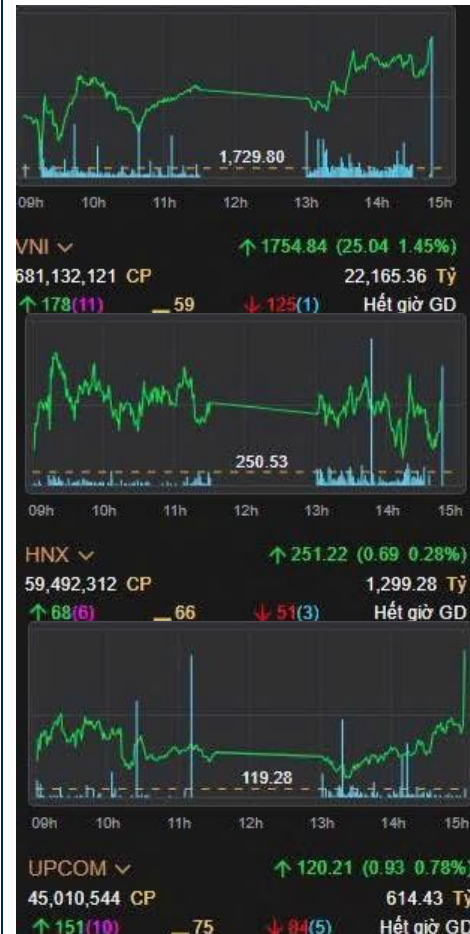 1,729.80
09h 10h 11h 12h 13h 14h 15h
VNI 1754.84 (25.04 1.45%)
681,132,121 CP 22,165.36 Tỷ
178(11) 59 125(1) Hết giờ GD
250.53
09h 10h 11h 12h 13h 14h 15h
HNX 251.22 (0.69 0.28%)
59,492,312 CP 1,299.28 Tỷ
68(6) 66 51(3) Hết giờ GD
119.28
09h 10h 11h 12h 13h 14h 15h
UPCOM 120.21 (0.93 0.78%)
45,010,544 CP 614.43 Tỷ
151(10) 75 84(5) Hết giờ GD